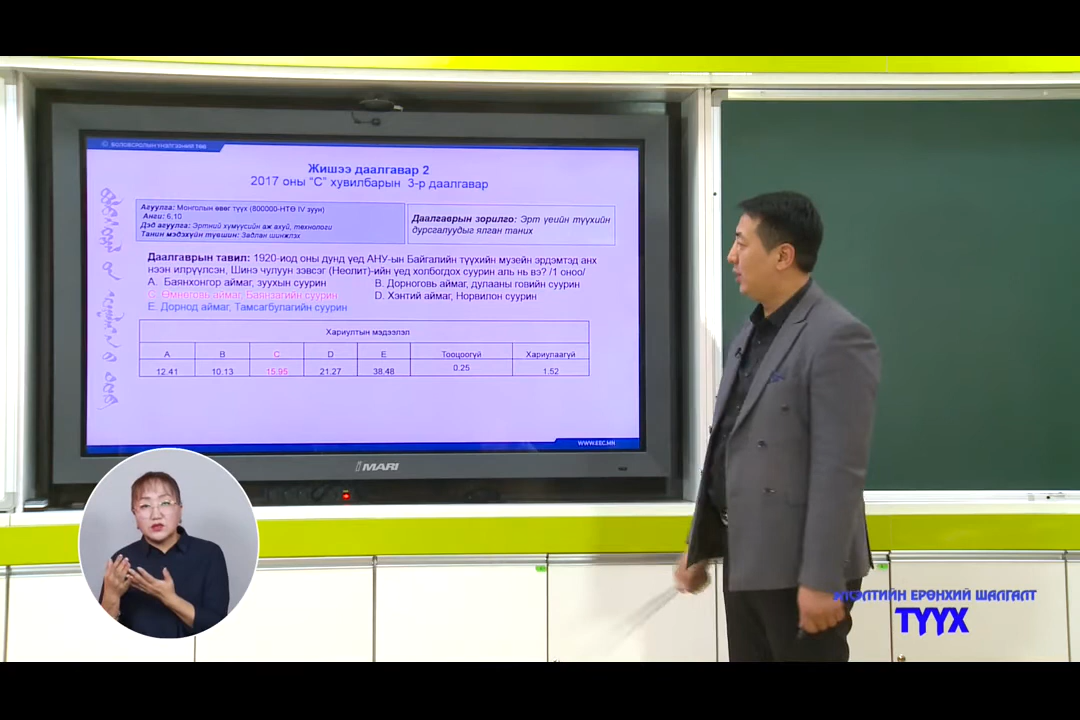 БОЛОВСРОЛЫН ҮНЭЛГЭЭНИЙ ТӨВ
Жишээ даалгавар 2
2017 оны “С” хувилбарын 3-р даалгавар
Агуулга: Монголын өвөг түүх (800000-НТӨ IV зуун)
Анги: 6,10
Дэд агуулга: Эртний хүмүүсийн аж ахуй, технологи
Танин мэдэхүйн түвшин: Задлан шинжлэх
Даалгаврын зорилго: Эрт үеийн түүхийн
дурсгалуудыг ялган таних
Даалгаврын тавил: 1920-иод оны дунд үед АНУ-ын Байгалийн түүхийн музейн эрдэмтэд анх
нээн илрүүлсэн, Шинэ чулуун зэвсэг (Неолит)-ийн үед холбогдох суурин аль нь вэ? /1 оноо/
A. Баянхонгор аймаг, зуухын суурин B. Дорноговь аймаг, дулааны говийн суурин
C. Өмнөговь аймаг, Баянзагийн суурин D. Хэнтий аймаг, Норвилон суурин
E. Дорнод аймаг, Тамсагбулагийн суурин
Хариултын мэдээлэл
A B C D E Тооцоогүй Хариулаагүй
12.41 10.13 15.95 21.27 38.48 0.25 1.52
WWW.EEC.MN
iMARI
ЭЛСЭЛТИЙН ЕРӨНХИЙ ШАЛГАЛТ
ТҮҮХ